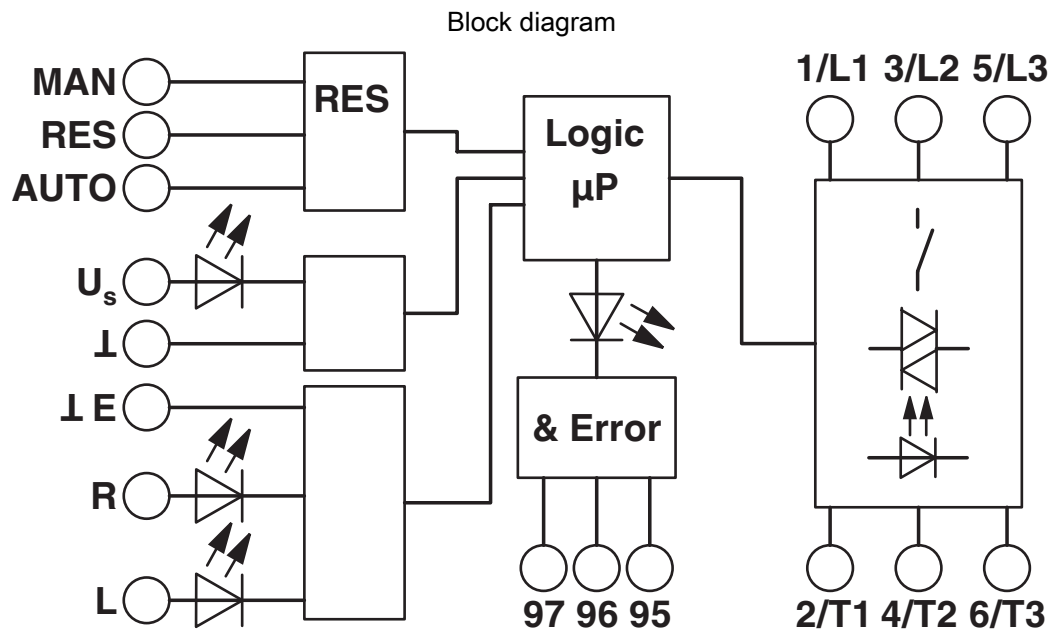 Block diagram
MAN
RES
AUTO
RES
Us
⊥
⊥ E
R
L
Logic
µP
& Error
97 96 95
1/L1 3/L2 5/L3
2/T1 4/T2 6/T3